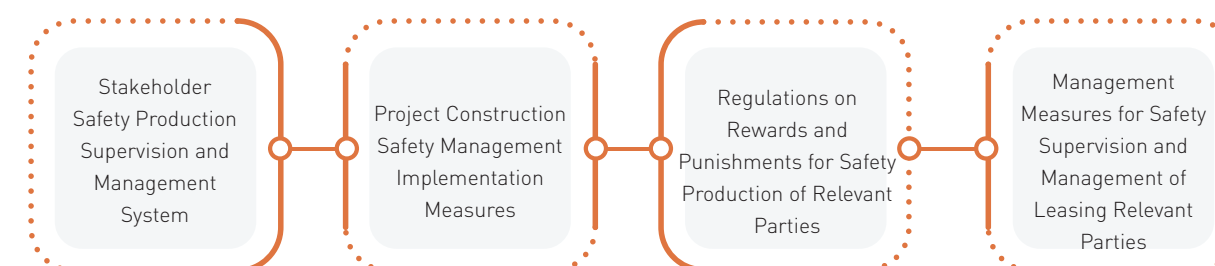 Stakeholder
Safety Production
Supervision and
Management
System
Project Construction
Safety Management
Implementation
Measures
Regulations on
Rewards and
Punishments for Safety
Production of Relevant
Parties
Management
Measures for Safety
Supervision and
Management of
Leasing Relevant
Parties